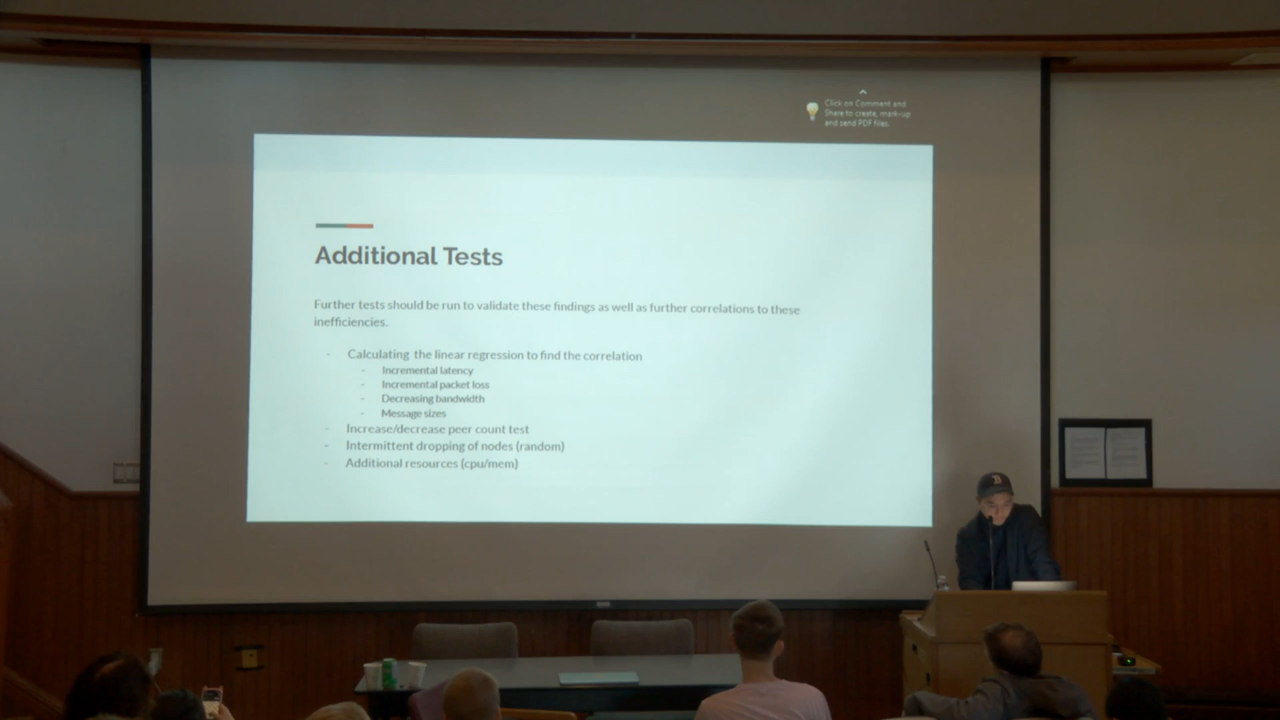 Click on Comment and
Share to create, mark-up
and send PDF files.
Additional Tests
Further tests should be run to validate these findings as well as further correlations to these
inefficiencies.
- Calculating the linear regression to find the correlation
- Incremental latency
- Incremental packet loss
- Decreasing bandwidth
- Message sizes
- Increase/decrease peer count test
- Intermittent dropping of nodes (random)
- Additional resources (cpu/mem)
B